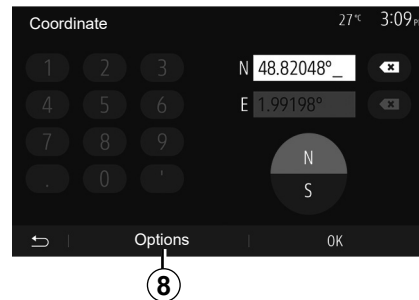 Coordinate 27 °C 3:09 P
1 2 3 N 48.82048°_
4 5 6 E 1.99198°
7 8 9
. 0 '
N
S
Options OK
8